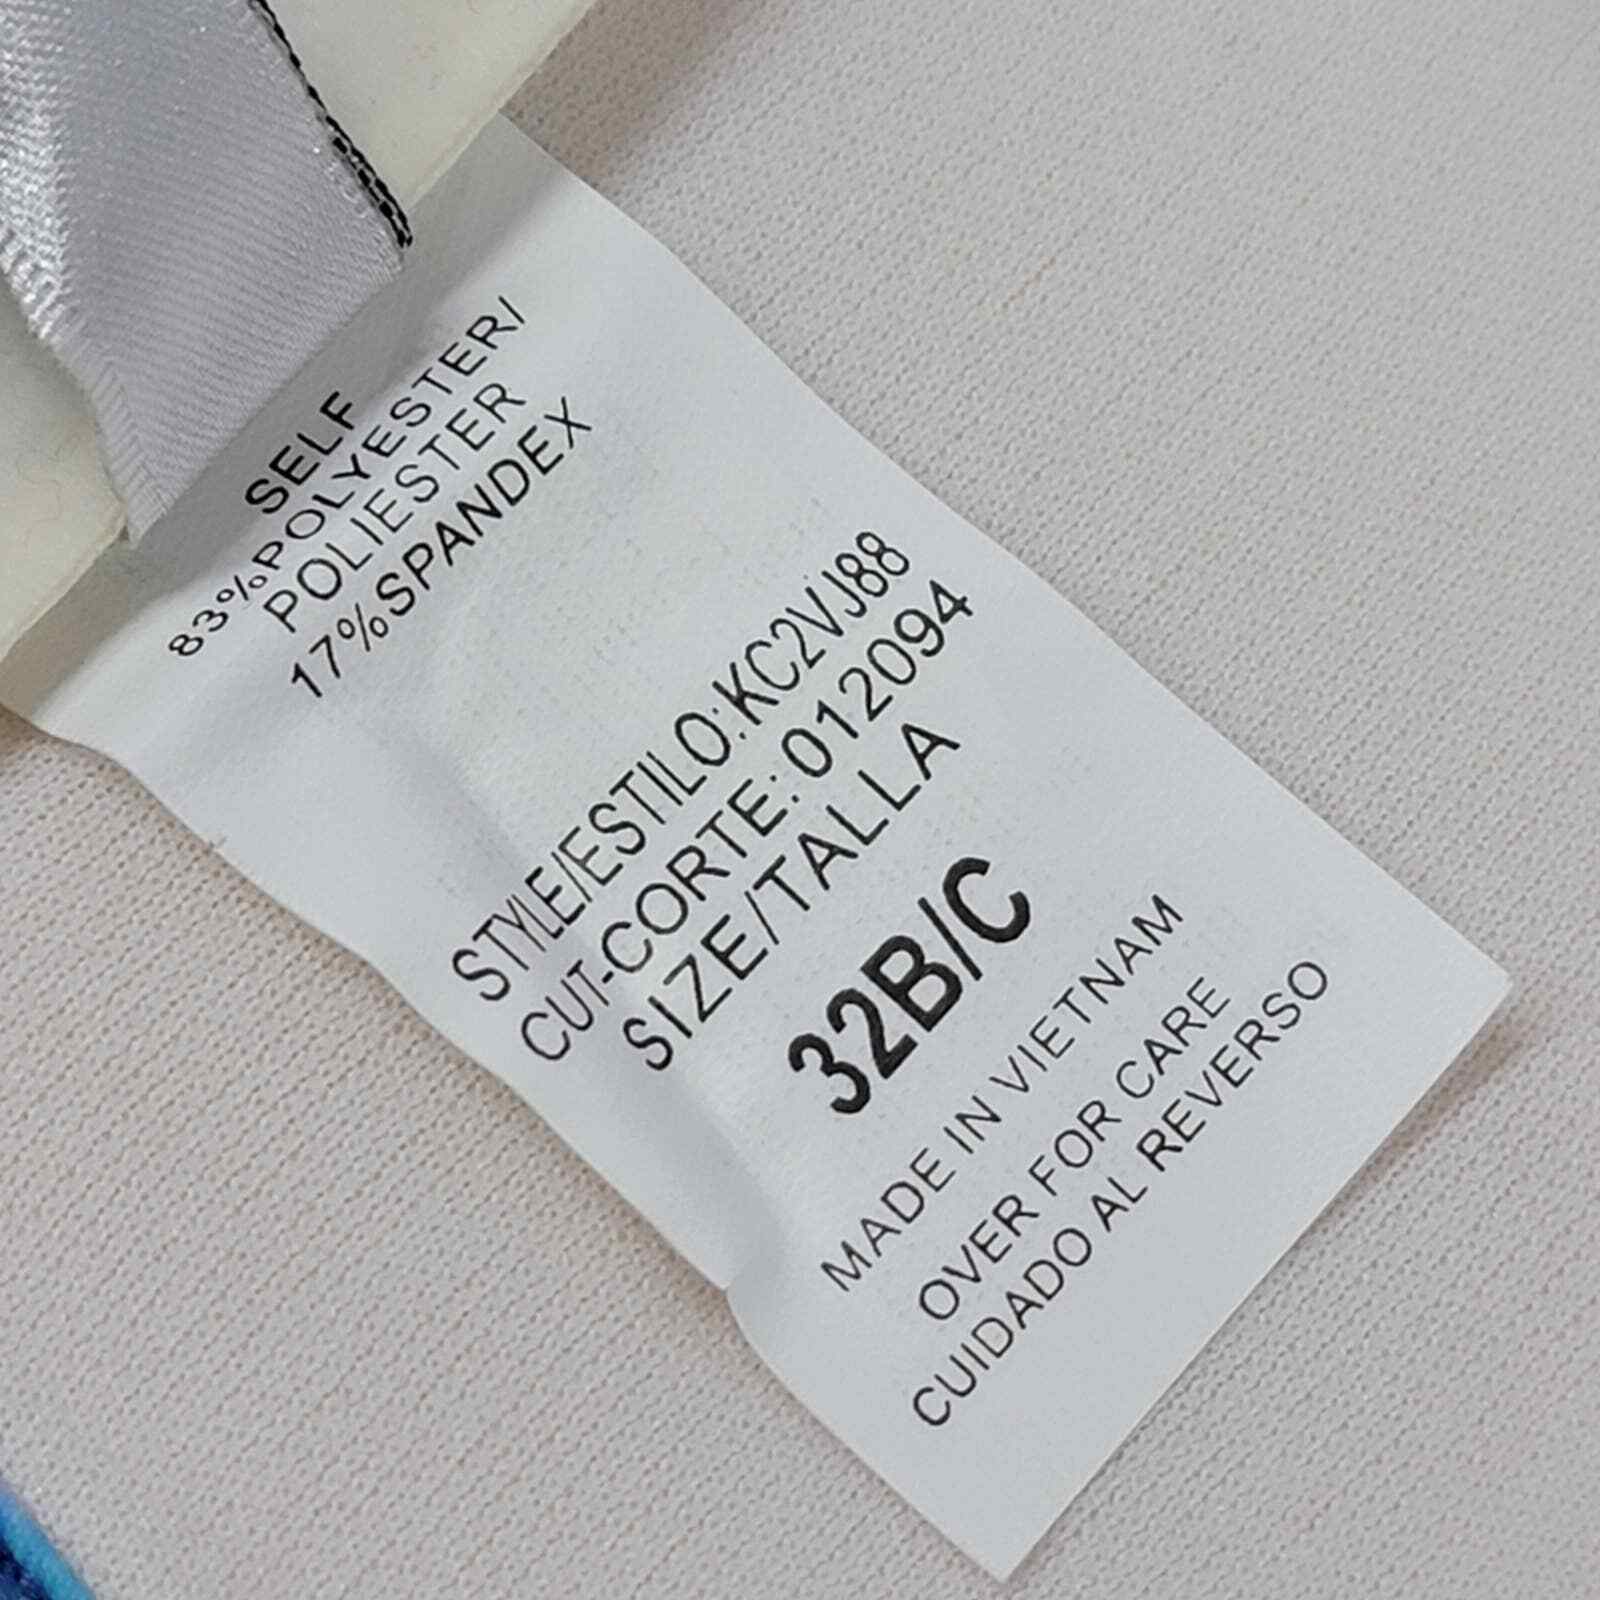 SELF
83%POLYESTER/
POLIESTER
17%SPANDEX
STYLE/ESTIILO:KC2VJ88
CUT-CORTE:012094
SIZE/TALLA
32B/C
MADE IN VIETNAM
OVER FOR CARE
CUIDADO AL REVERSO